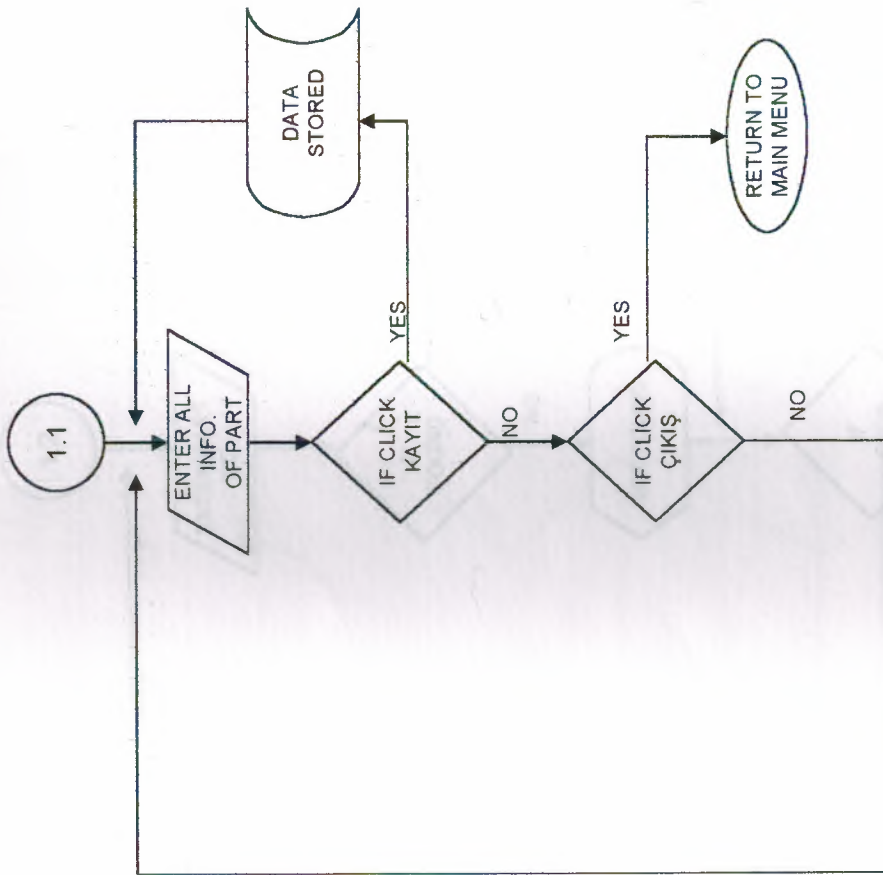 1.1
ENTER ALL
INFO.
OF PART
DATA
STORED
IF CLICK
KAYIT
YES
NO
IF CLICK
ÇIKIŞ
YES
RETURN TO
MAIN MENU
NO